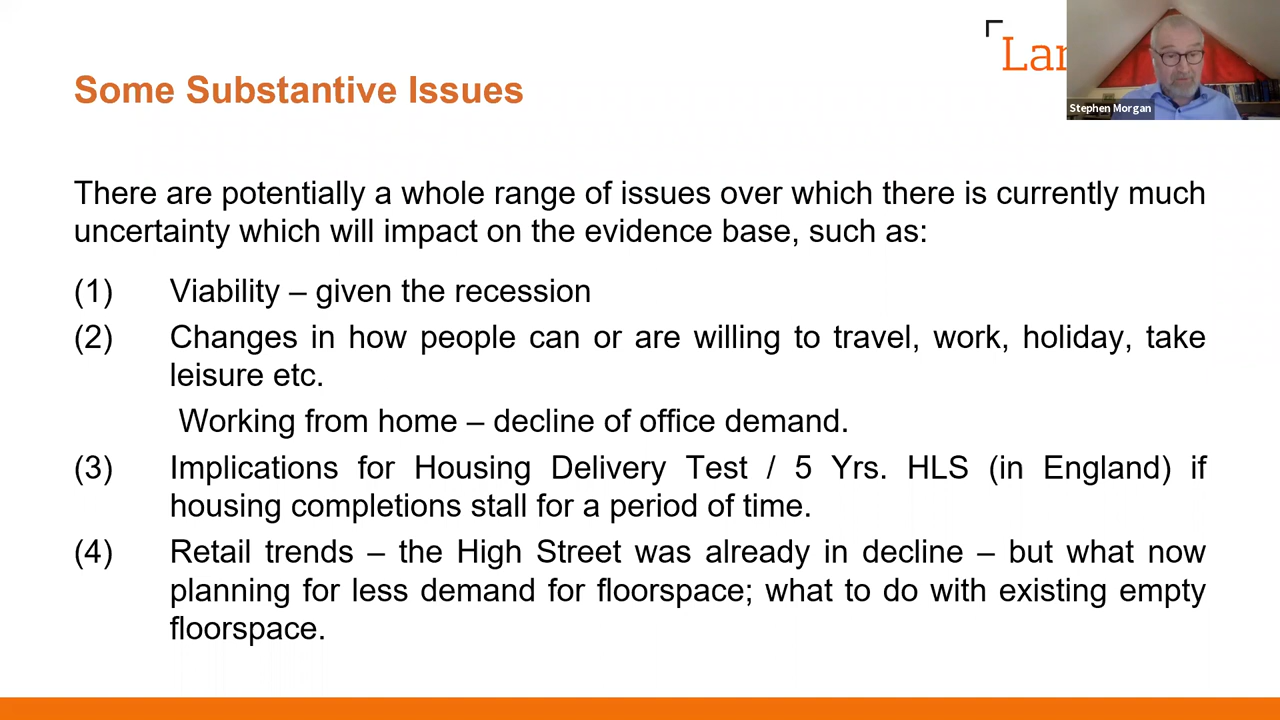 Some Substantive Issues
Lan
Stephen Morgan
There are potentially a whole range of issues over which there is currently much
uncertainty which will impact on the evidence base, such as:
(1) Viability – given the recession
(2) Changes in how people can or are willing to travel, work, holiday, take
leisure etc.
Working from home – decline of office demand.
(3) Implications for Housing Delivery Test / 5 Yrs. HLS (in England) if
housing completions stall for a period of time.
(4) Retail trends – the High Street was already in decline – but what now
planning for less demand for floorspace; what to do with existing empty
floorspace.